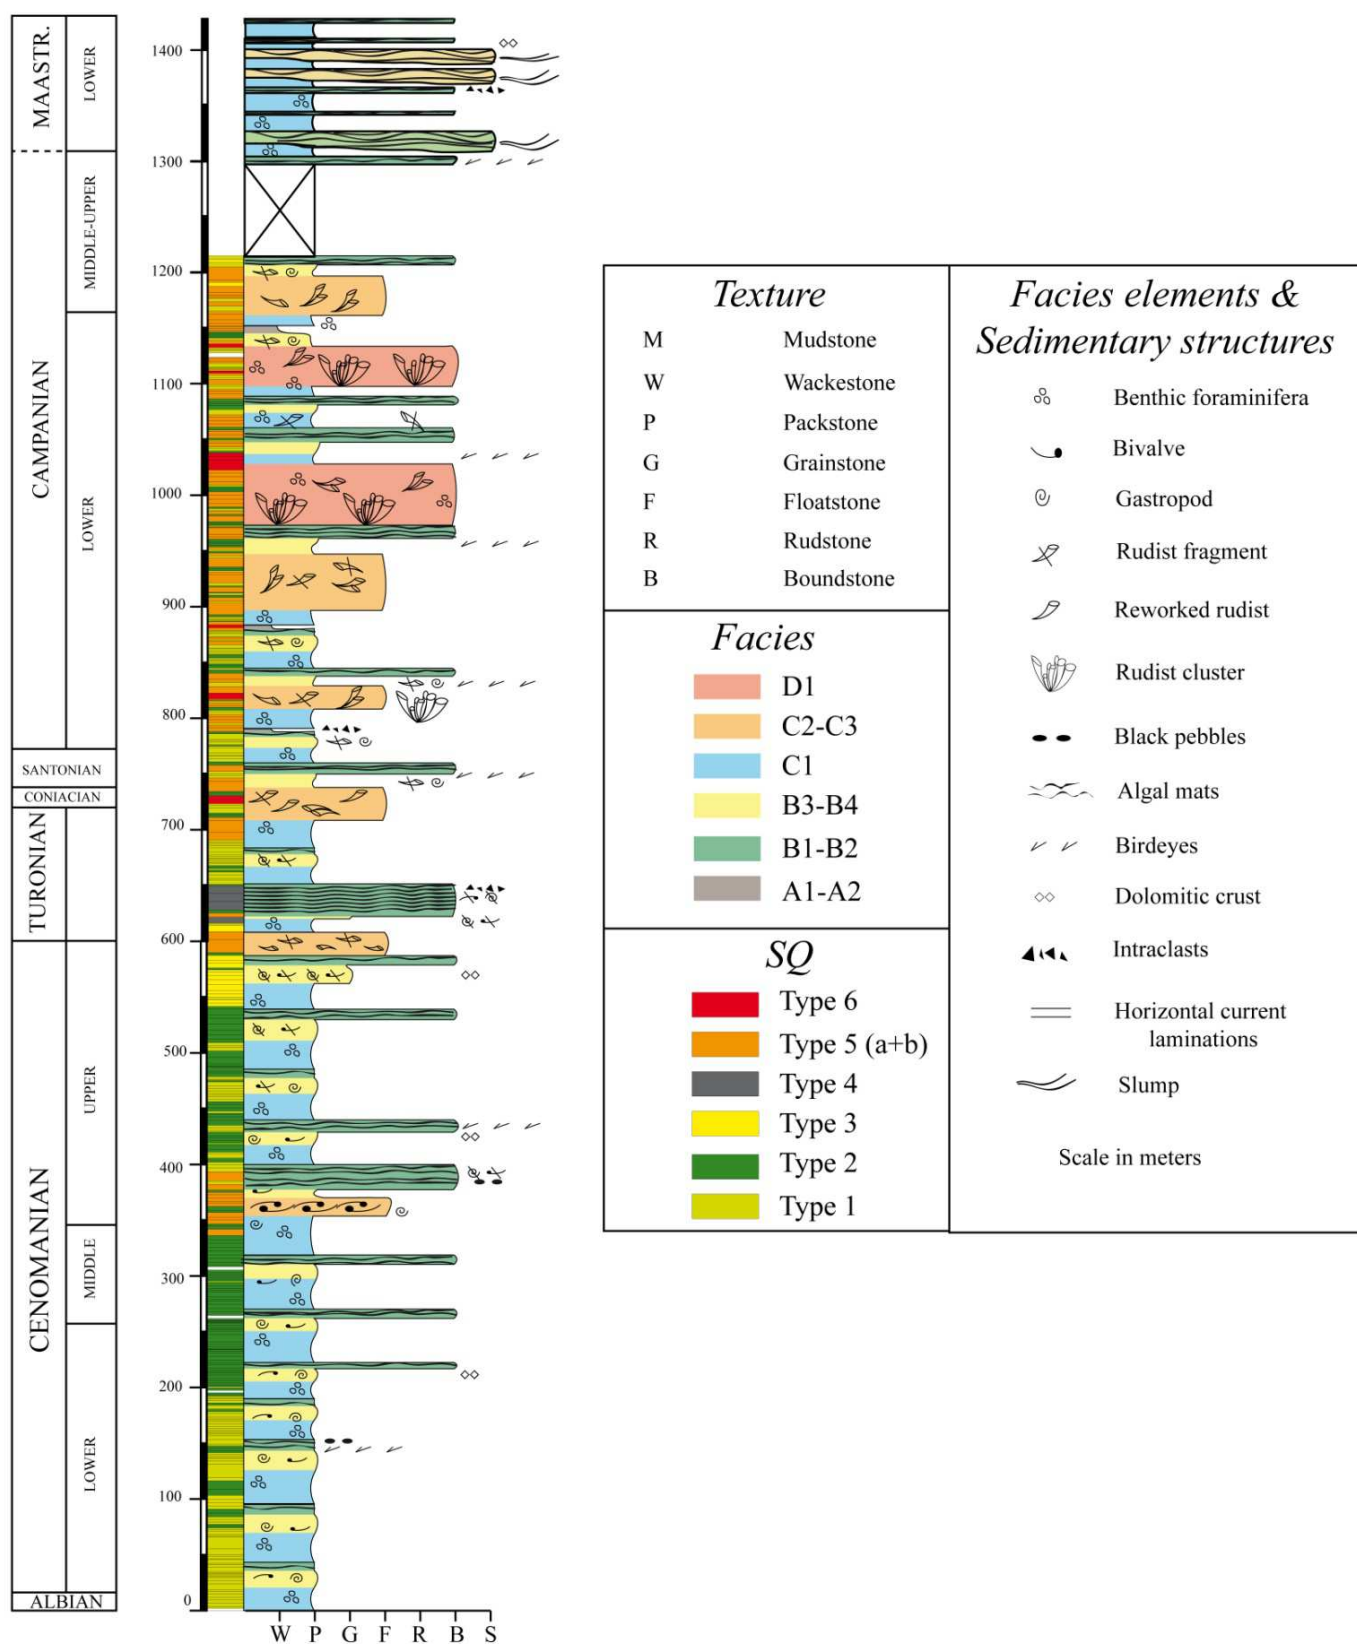 MAASTR.
LOWER
CAMPANIAN
MIDDLE-UPPER
LOWER
SANTONIAN
CONIACIAN
TURONIAN
CENOMANIAN
UPPER
MIDDLE
LOWER
ALBIAN
1400
1300
1200
1100
1000
900
800
700
600
500
400
300
200
100
0
W P G F R B S
Texture
M Mudstone
W Wackestone
P Packstone
G Grainstone
F Floatstone
R Rudstone
B Boundstone
Facies
D1
C2-C3
C1
B3-B4
B1-B2
A1-A2
SQ
Type 6
Type 5 (a+b)
Type 4
Type 3
Type 2
Type 1
Facies elements &
Sedimentary structures
Benthic foraminifera
Bivalve
Gastropod
Rudist fragment
Reworked rudist
Rudist cluster
Black pebbles
Algal mats
Birdeyes
Dolomitic crust
Intraclasts
Horizontal current
laminations
Slump
Scale in meters